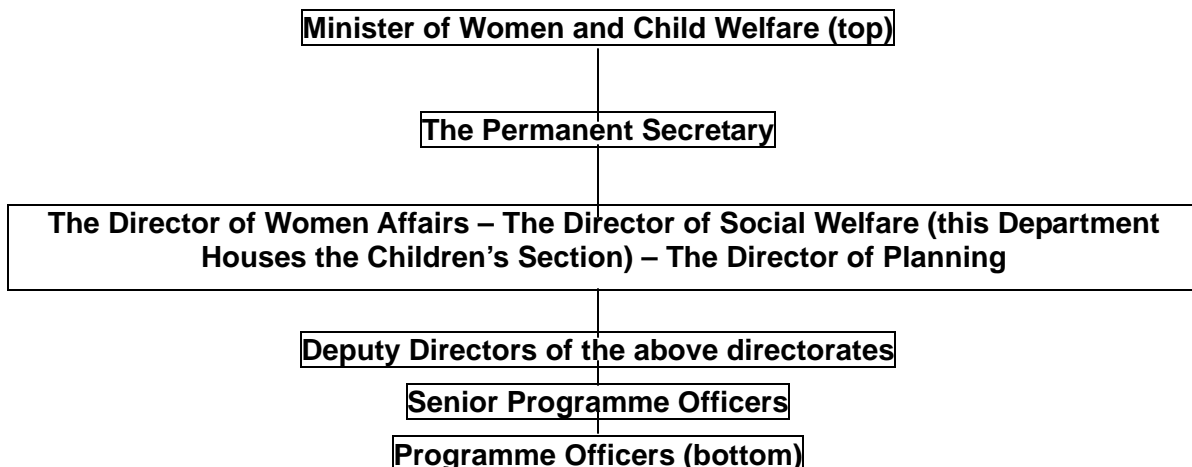 Minister of Women and Child Welfare (top)
The Permanent Secretary
The Director of Women Affairs – The Director of Social Welfare (this Department
Houses the Children’s Section) – The Director of Planning
Deputy Directors of the above directorates
Senior Programme Officers
Programme Officers (bottom)